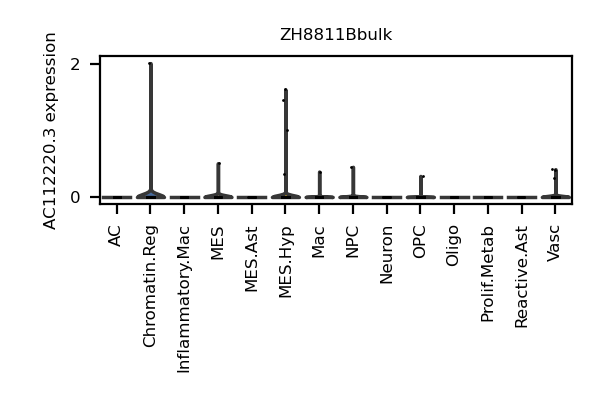 ZH8811Bbulk
AC112220.3 expression
2
0
AC
Chromatin.Reg
Inflammatory.Mac
MES
MES.Ast
MES.Hyp
Mac
NPC
Neuron
OPC
Oligo
Prolif.Metab
Reactive.Ast
Vasc